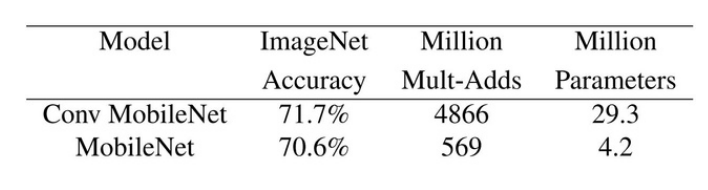 Model ImageNet Million Million
Accuracy Mult-Adds Parameters
Conv MobileNet 71.7% 4866 29.3
MobileNet 70.6% 569 4.2